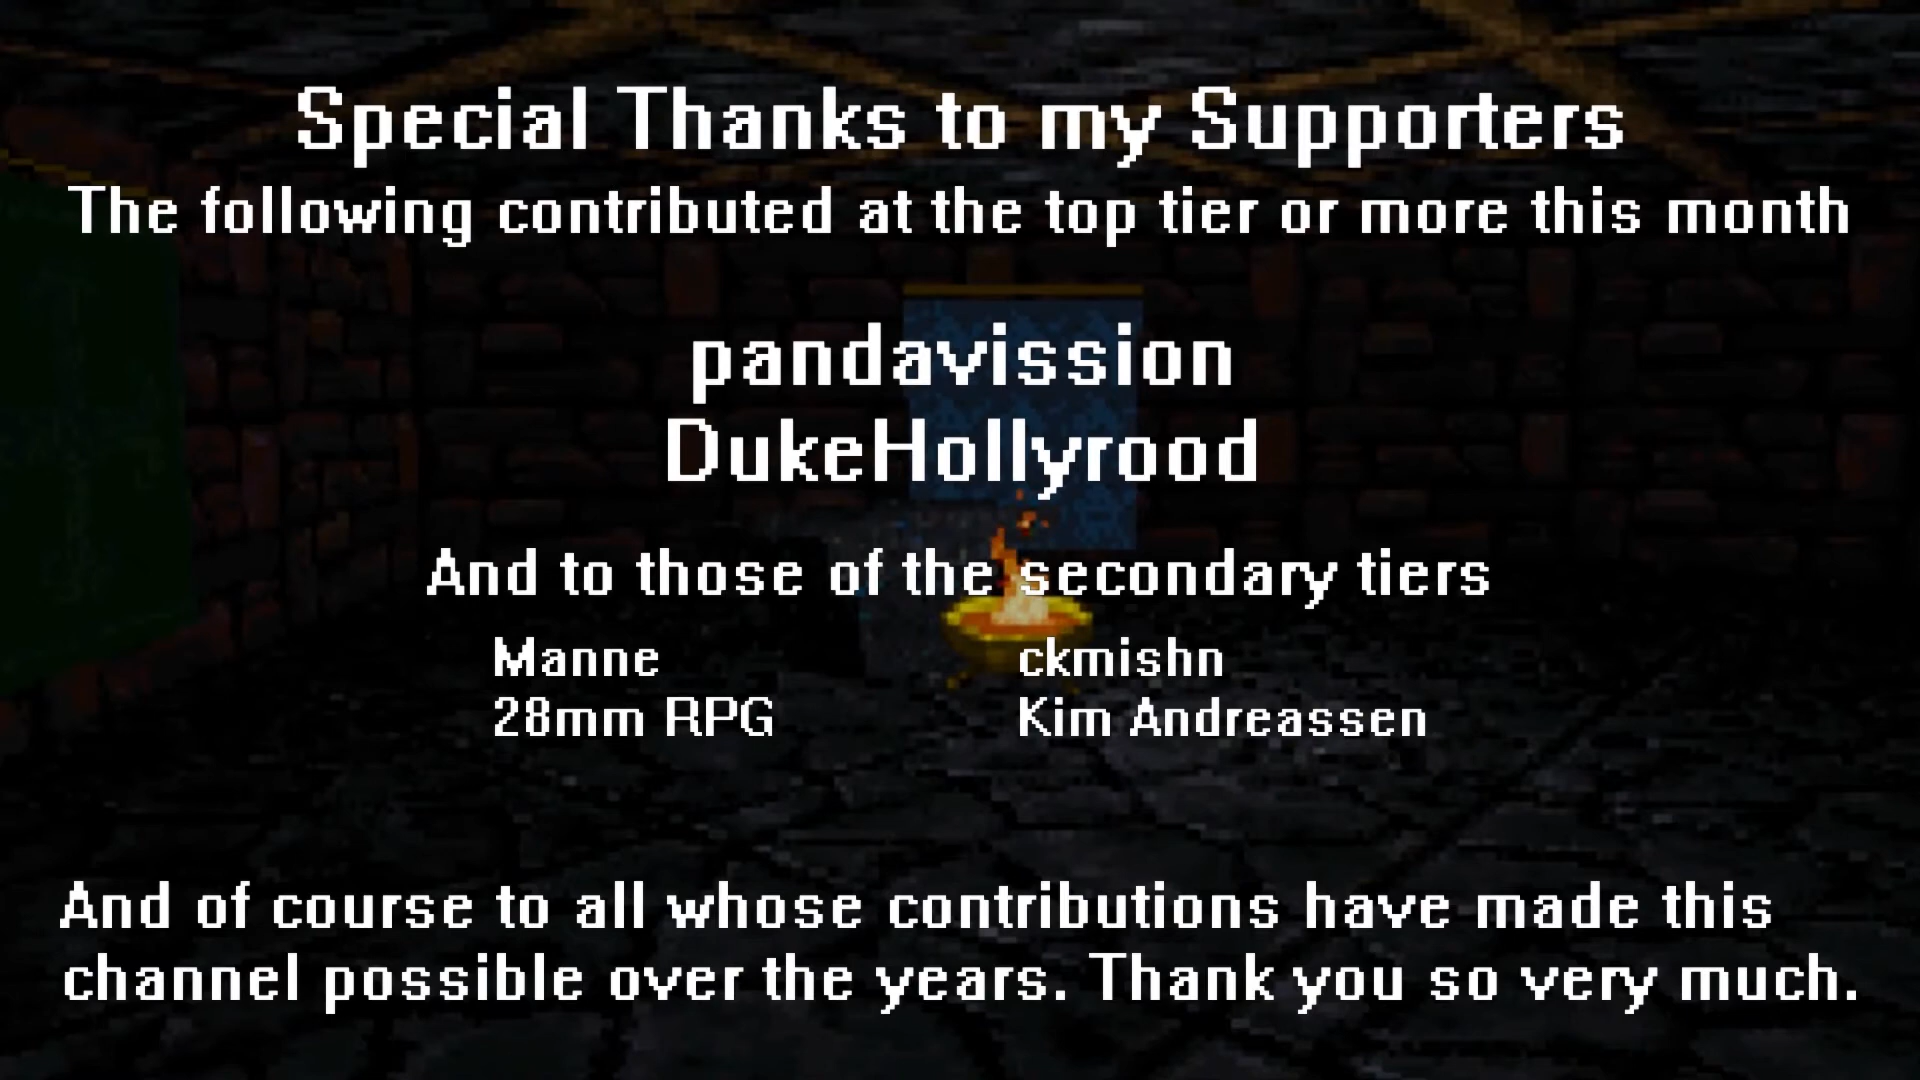 Special Thanks to my Supporters
The following contributed at the top tier or more this month
pandavission
DukeHollyrood
And to those of the secondary tiers
Manne
ckmishn
28mm RPG
Kim Andreassen
And of course to all whose contributions have made this
channel possible over the years. Thank you so very much.